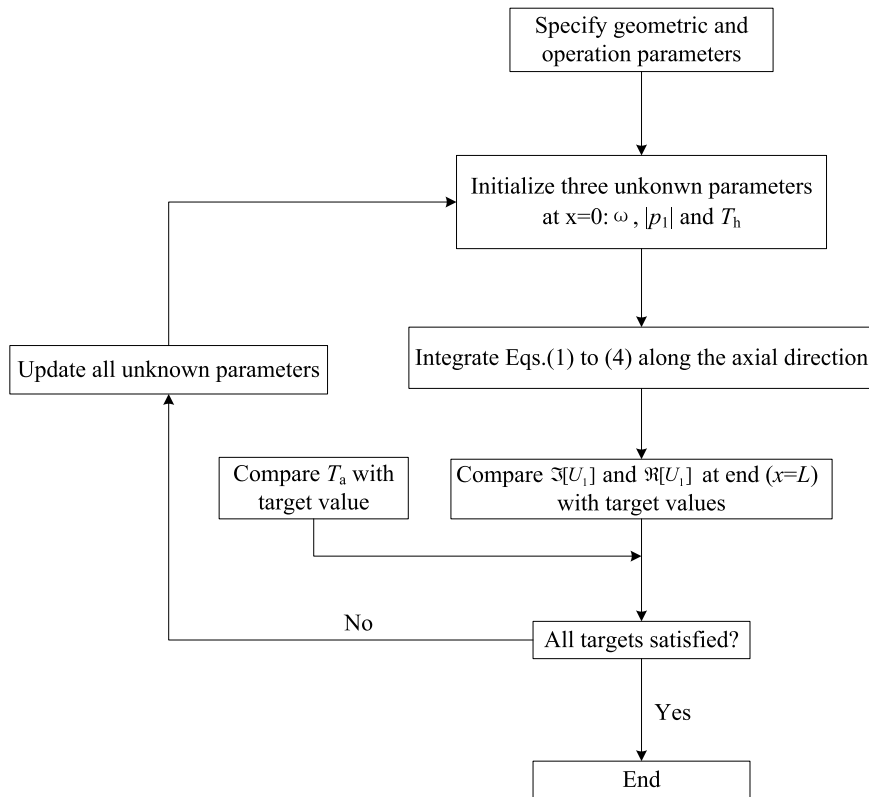 Specify geometric and
operation parameters
Initialize three unkonwn parameters
at x=0: ω, |p₁| and Tₕ
Integrate Eqs.(1) to (4) along the axial direction
Update all unknown parameters
Compare Tₐ with
target value
Compare ℑ[U₁] and ℜ[U₁] at end (x=L)
with target values
No
All targets satisfied?
Yes
End